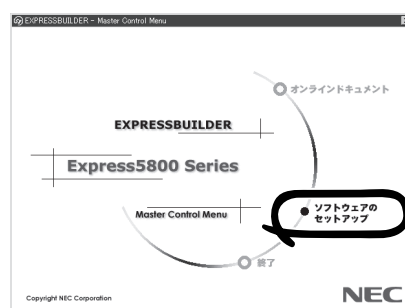 EXPRESSBUILDER - Master Control Menu
オンラインドキュメント
EXPRESSBUILDER
Express5800 Series
ソフトウェアの
セットアップ
Master Control Menu
終了
Copyright NEC Corporation
NEC